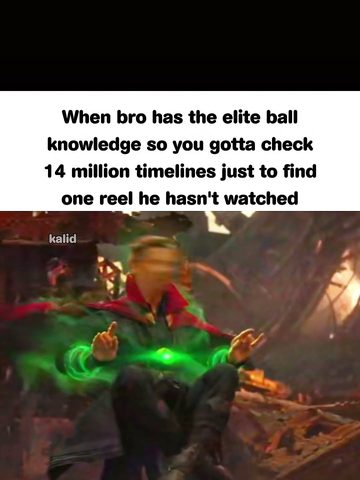 When bro has the elite ball
knowledge so you gotta check
14 million timelines just to find
one reel he hasn't watched
kalid